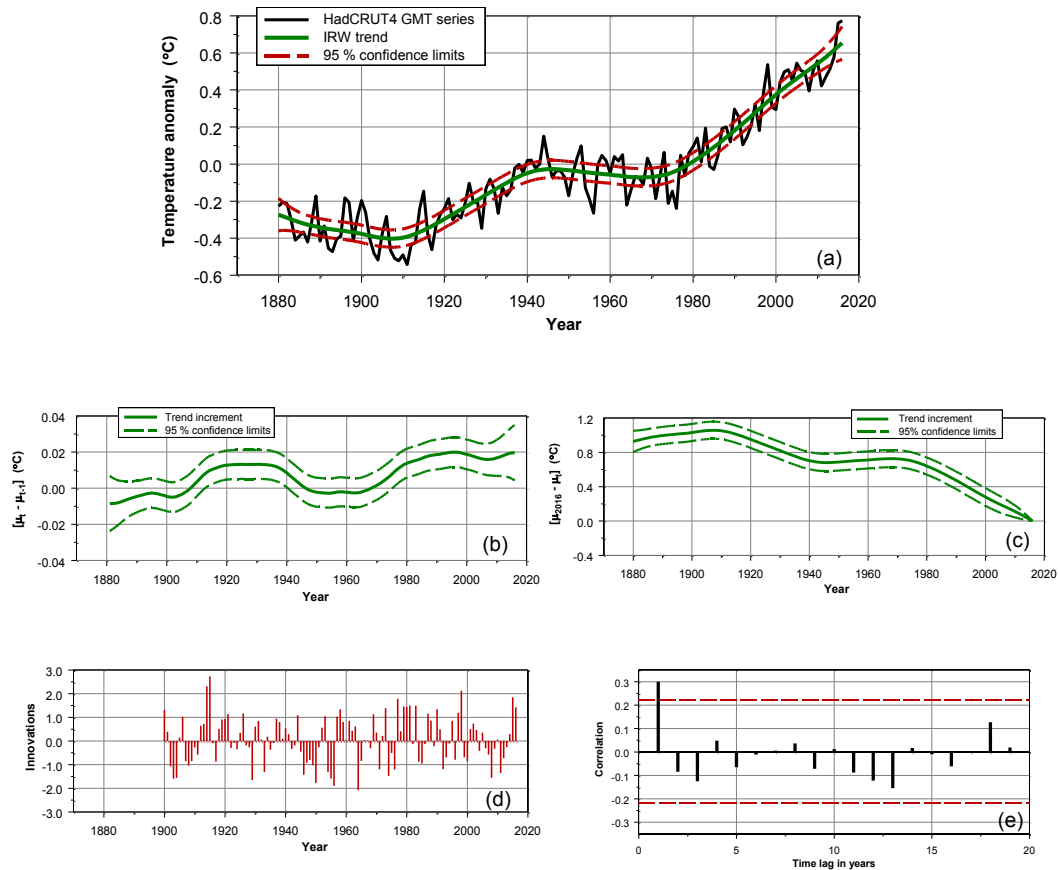 HadCRUT4 GMT series
IRW trend
95 % confidence limits
Temperature anomaly (°C)
0.8
0.6
0.4
0.2
0.0
-0.2
-0.4
-0.6
(a)
1880 1900 1920 1940 1960 1980 2000 2020
Year
Trend increment
95 % confidence limits
[μt - μt-1] (°C)
0.04
0.02
0.00
-0.02
-0.04
(b)
1880 1900 1920 1940 1960 1980 2000 2020
Year
Trend increment
95% confidence limits
[μ2016 - μt] (°C)
1.2
0.8
0.4
0.0
-0.4
(c)
1880 1900 1920 1940 1960 1980 2000 2020
Year
Innovations
3.0
2.0
1.0
0.0
-1.0
-2.0
-3.0
(d)
1880 1900 1920 1940 1960 1980 2000 2020
Year
Correlation
0.3
0.2
0.1
0.0
-0.1
-0.2
-0.3
(e)
0 5 10 15 20
Time lag in years